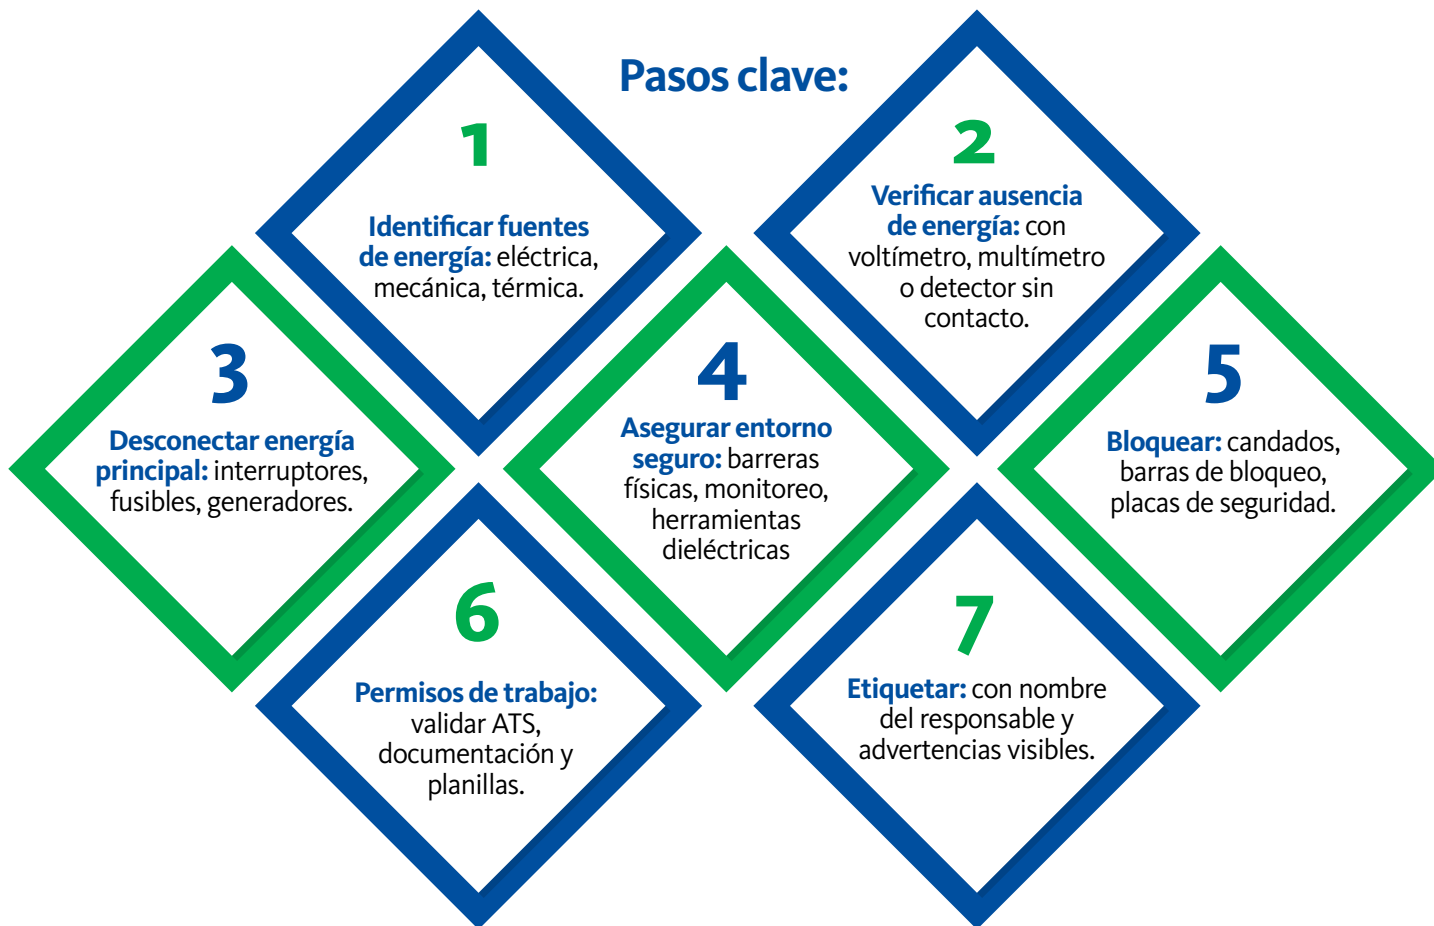 Pasos clave:
1
Identificar fuentes
de energía: eléctrica,
mecánica, térmica.
2
Verificar ausencia
de energía: con
voltímetro, multímetro
o detector sin
contacto.
3
Desconectar energía
principal: interruptores,
fusibles, generadores.
4
Asegurar entorno
seguro: barreras
físicas, monitoreo,
herramientas
dieléctricas
5
Bloquear: candados,
barras de bloqueo,
placas de seguridad.
6
Permisos de trabajo:
validar ATS,
documentación y
planillas.
7
Etiquetar: con nombre
del responsable y
advertencias visibles.